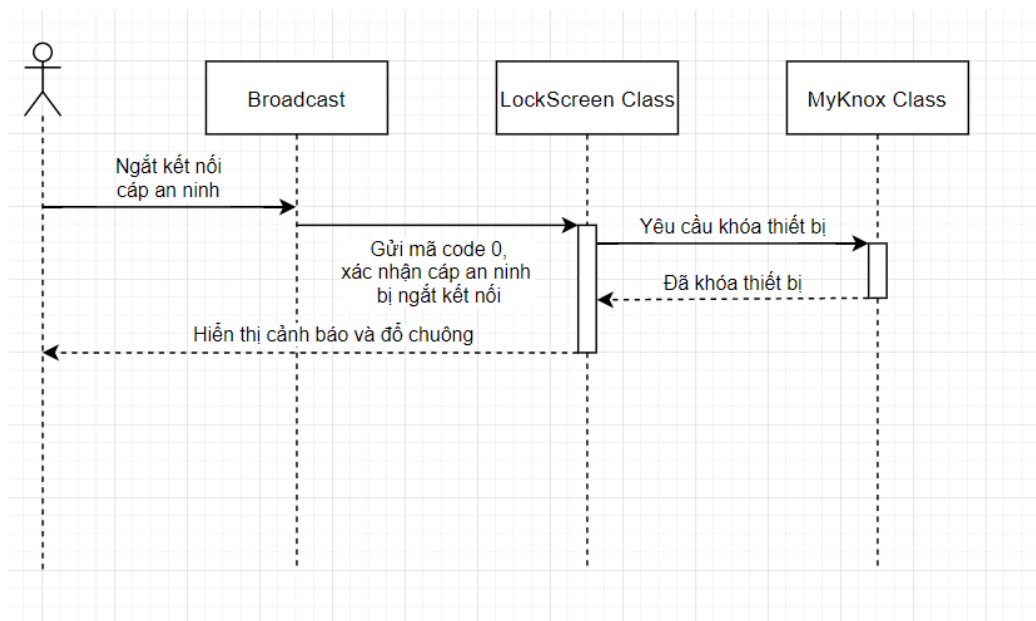 Broadcast
LockScreen Class
MyKnox Class
Ngắt kết nối
cáp an ninh
Gửi mã code 0,
xác nhận cáp an ninh
bị ngắt kết nối
Yêu cầu khóa thiết bị
Đã khóa thiết bị
Hiển thị cảnh báo và đổ chuông